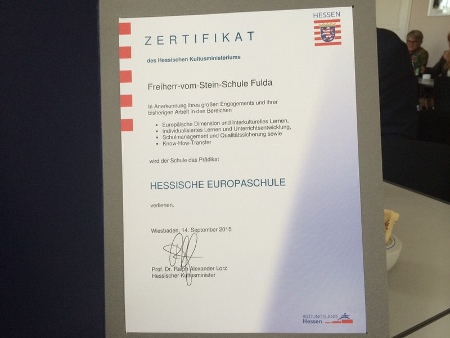 HESSEN
ZERTIFIKAT
des Hessischen Kultusministeriums
Freiherr-vom-Stein-Schule Fulda
In Anerkennung ihres großen Engagements und ihrer
bisherigen Arbeit in den Bereichen
• Europäische Dimension und Interkulturelles Lernen,
• Individualisiertes Lernen und Unterrichtsentwicklung,
• Schulmanagement und Qualitätssicherung sowie
• Know-How-Transfer
wird der Schule das Prädikat
HESSISCHE EUROPASCHULE
verliehen.
Wiesbaden, 14. September 2015
Prof. Dr. Ralph Alexander Lorz
Hessischer Kultusminister
BILDUNGSLAND
Hessen